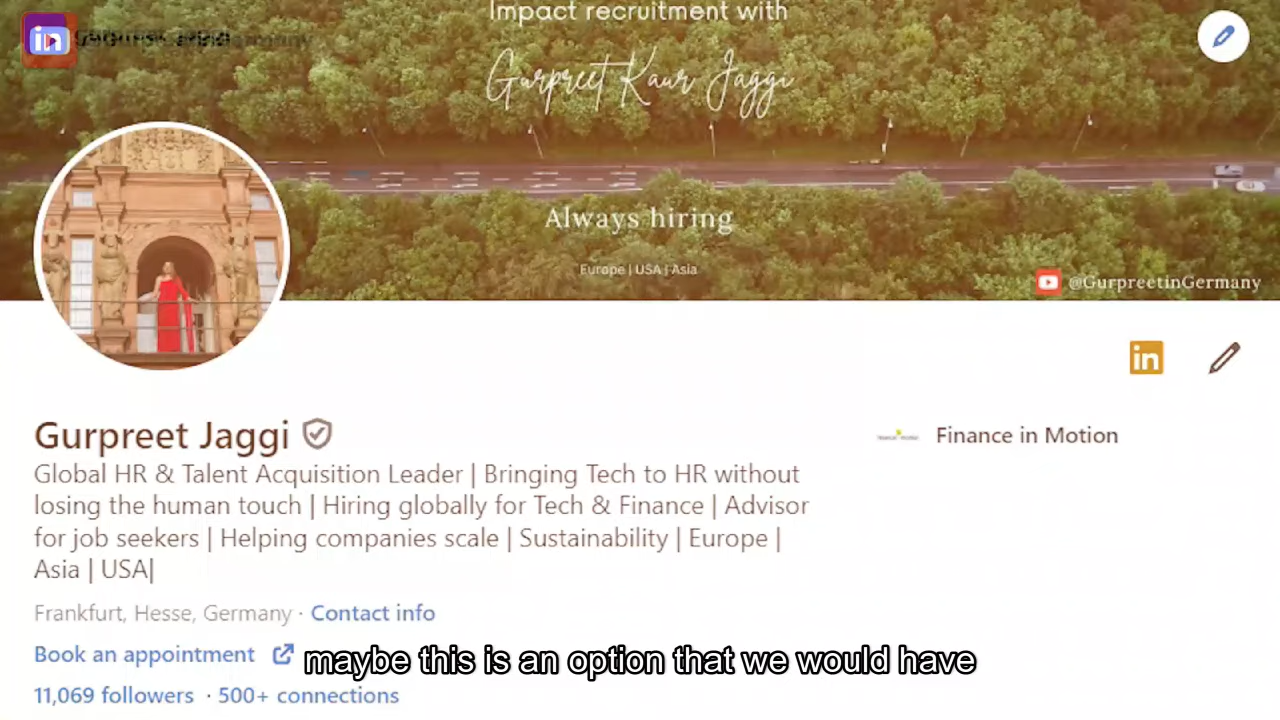 Impact recruitment with
Gurpreet Kaur Jaggi
Always hiring
Europe | USA | Asia
@GurpreetinGermany
in
Gurpreet Jaggi
Finance in Motion
Global HR & Talent Acquisition Leader | Bringing Tech to HR without
losing the human touch | Hiring globally for Tech & Finance | Advisor
for job seekers | Helping companies scale | Sustainability | Europe |
Asia | USA|
Frankfurt, Hesse, Germany · Contact info
Book an appointment
maybe this is an option that we would have
11,069 followers · 500+ connections